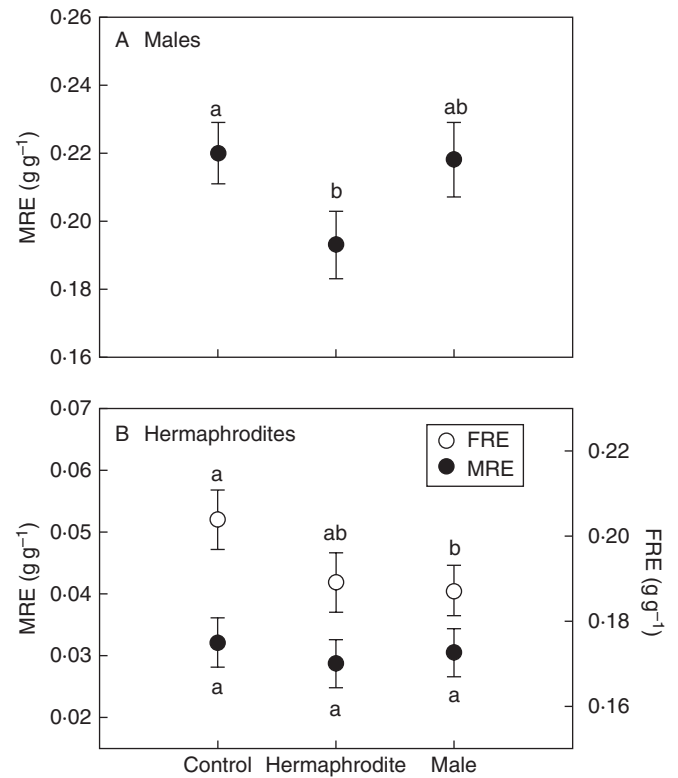 0·26
A Males
0·24
a
ab
0·22
b
0·20
0·18
0·16
MRE (g g⁻¹)
0·07
B Hermaphrodites
FRE
MRE
0·22
0·06
a
ab
b
0·05
0·20
0·04
0·18
0·03
a
a
a
0·02
0·16
MRE (g g⁻¹)
FRE (g g⁻¹)
Control Hermaphrodite Male